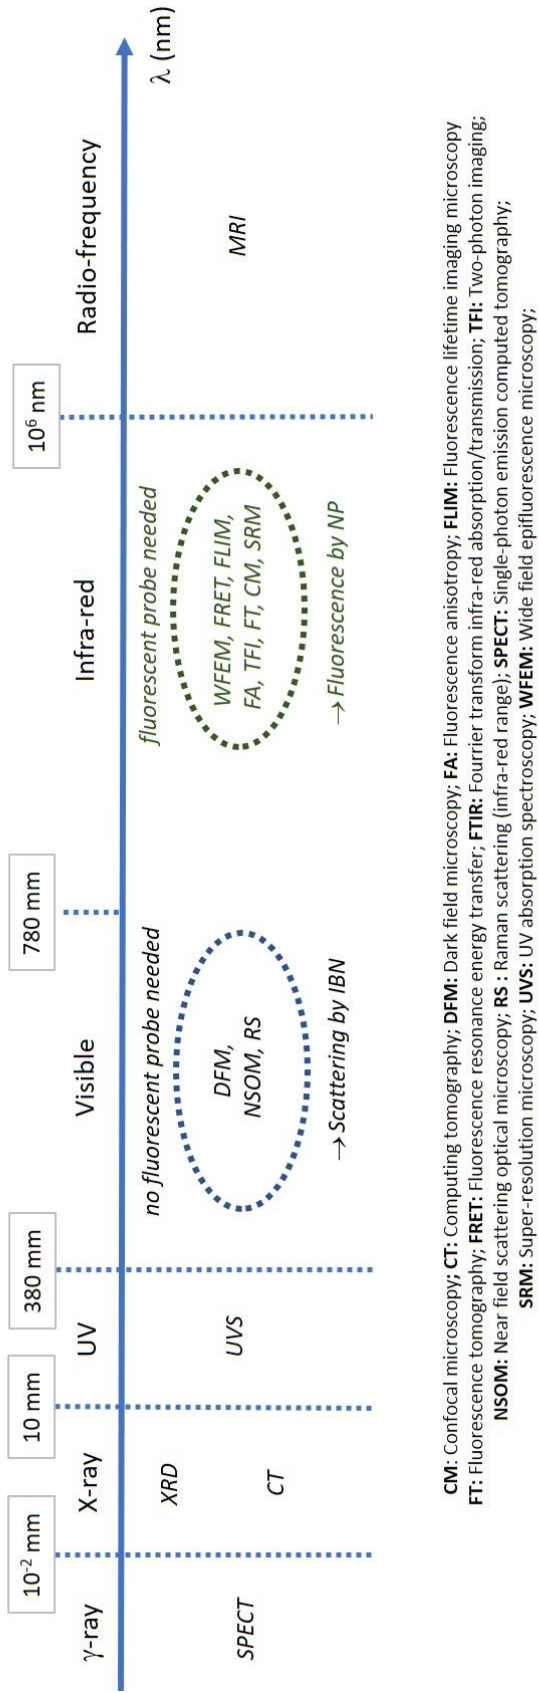 10⁻² mm
10 mm
380 mm
780 mm
10⁶ nm
γ-ray
X-ray
UV
Visible
Infra-red
Radio-frequency
λ (nm)
SPECT
XRD
CT
UVS
no fluorescent probe needed
DFM,
NSOM, RS
→ Scattering by IBN
fluorescent probe needed
WFEM, FRET, FLIM,
FA, TFI, FT, CM, SRM
→ Fluorescence by NP
MRI
CM: Confocal microscopy; CT: Computing tomography; DFM: Dark field microscopy; FA: Fluorescence anisotropy; FLIM: Fluorescence lifetime imaging microscopy
FT: Fluorescence tomography; FRET: Fluorescence resonance energy transfer; FTIR: Fourrier transform infra-red absorption/transmission; TFI: Two-photon imaging;
NSOM: Near field scattering optical microscopy; RS : Raman scattering (infra-red range); SPECT: Single-photon emission computed tomography;
SRM: Super-resolution microscopy; UVS: UV absorption spectroscopy; WFEM: Wide field epifluorescence microscopy;